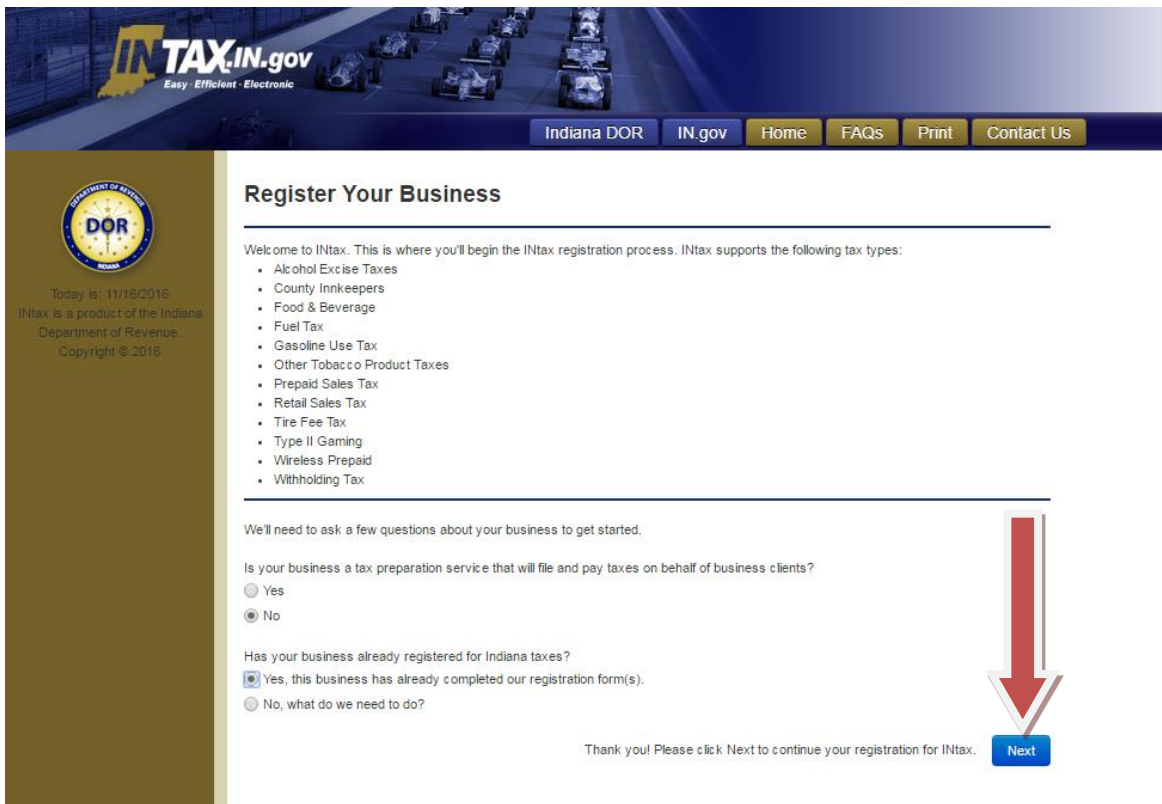 INTAX.IN.gov
Easy · Efficient · Electronic
Indiana DOR IN.gov Home FAQs Print Contact Us
DEPARTMENT OF REVENUE
DOR
INDIANA
Today is: 11/16/2016
INtax is a product of the Indiana
Department of Revenue.
Copyright © 2016
Register Your Business
Welcome to INtax. This is where you'll begin the INtax registration process. INtax supports the following tax types:
• Alcohol Excise Taxes
• County Innkeepers
• Food & Beverage
• Fuel Tax
• Gasoline Use Tax
• Other Tobacco Product Taxes
• Prepaid Sales Tax
• Retail Sales Tax
• Tire Fee Tax
• Type II Gaming
• Wireless Prepaid
• Withholding Tax
We'll need to ask a few questions about your business to get started.
Is your business a tax preparation service that will file and pay taxes on behalf of business clients?
Yes
No
Has your business already registered for Indiana taxes?
Yes, this business has already completed our registration form(s).
No, what do we need to do?
Thank you! Please click Next to continue your registration for INtax. Next